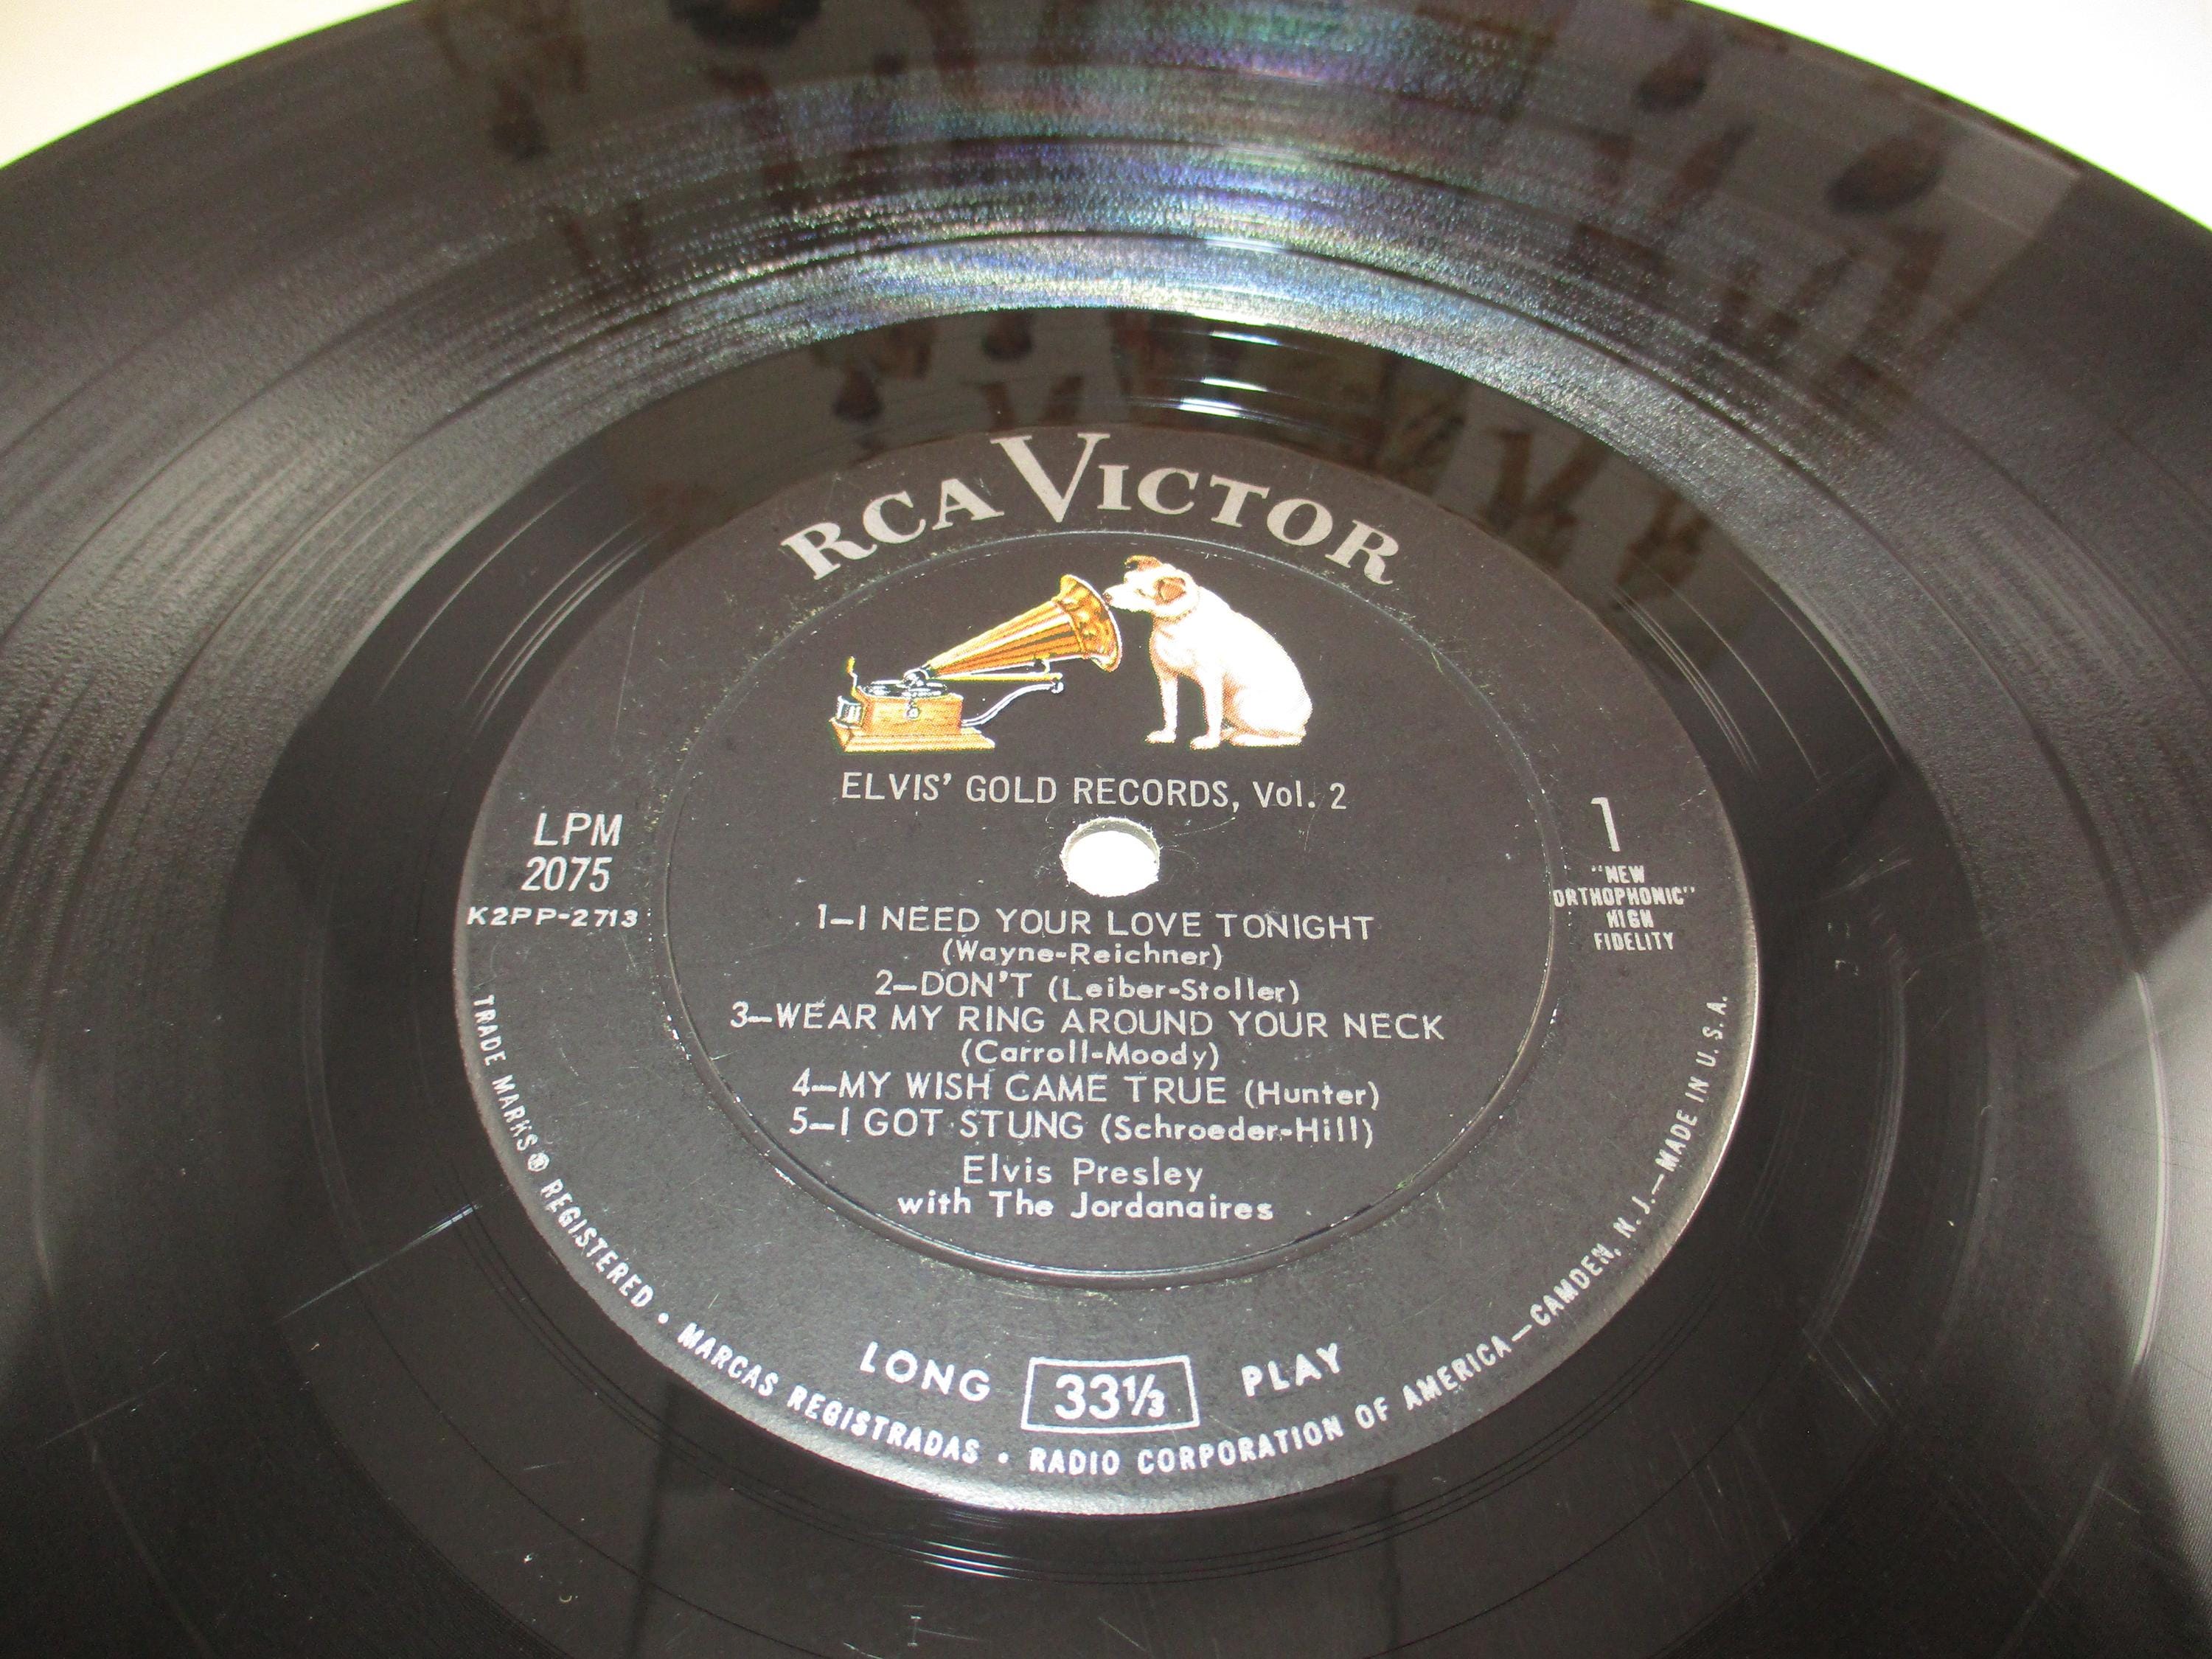 RCA VICTOR
ELVIS' GOLD RECORDS, Vol. 2
LPM
2075
K2PP-2713
1
"NEW
ORTHOPHONIC"
HIGH
FIDELITY
1—I NEED YOUR LOVE TONIGHT
(Wayne-Reichner)
2—DON'T (Leiber-Stoller)
3—WEAR MY RING AROUND YOUR NECK
(Carroll-Moody)
4—MY WISH CAME TRUE (Hunter)
5—I GOT STUNG (Schroeder-Hill)
Elvis Presley
with The Jordanaires
LONG 33⅓ PLAY
TRADE MARKS ® REGISTERED • MARCAS REGISTRADAS • RADIO CORPORATION OF AMERICA—CAMDEN, N. J.—MADE IN U. S. A.